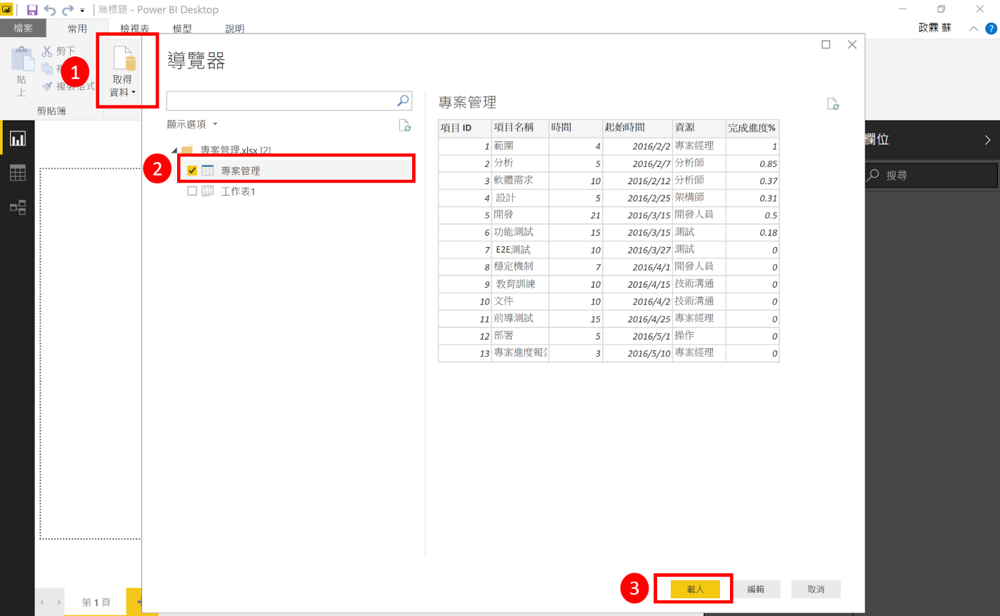 無標題 - Power BI Desktop
檔案 常用 檢視表 模型 說明
政霖 蘇
?
貼上
剪下
複製格式
剪貼簿
1
取得
資料
導覽器
顯示選項
專案管理.xlsx [2]
2
專案管理
工作表1
專案管理
項目 ID 項目名稱 時間 起始時間 資源 完成進度%
1 範圍 4 2016/2/2 專案經理 1
2 分析 5 2016/2/7 分析師 0.85
3 軟體需求 10 2016/2/12 分析師 0.37
4 設計 5 2016/2/25 架構師 0.31
5 開發 21 2016/3/15 開發人員 0.5
6 功能測試 15 2016/3/15 測試 0.18
7 E2E測試 10 2016/3/27 測試 0
8 穩定機制 7 2016/4/1 開發人員 0
9 教育訓練 10 2016/4/15 技術溝通 0
10 文件 10 2016/4/2 技術溝通 0
11 前導測試 15 2016/4/25 專案經理 0
12 部署 5 2016/5/1 操作 0
13 專案進度報告 3 2016/5/10 專案經理 0
欄位
搜尋
3
載入 編輯 取消
第 1 頁
+